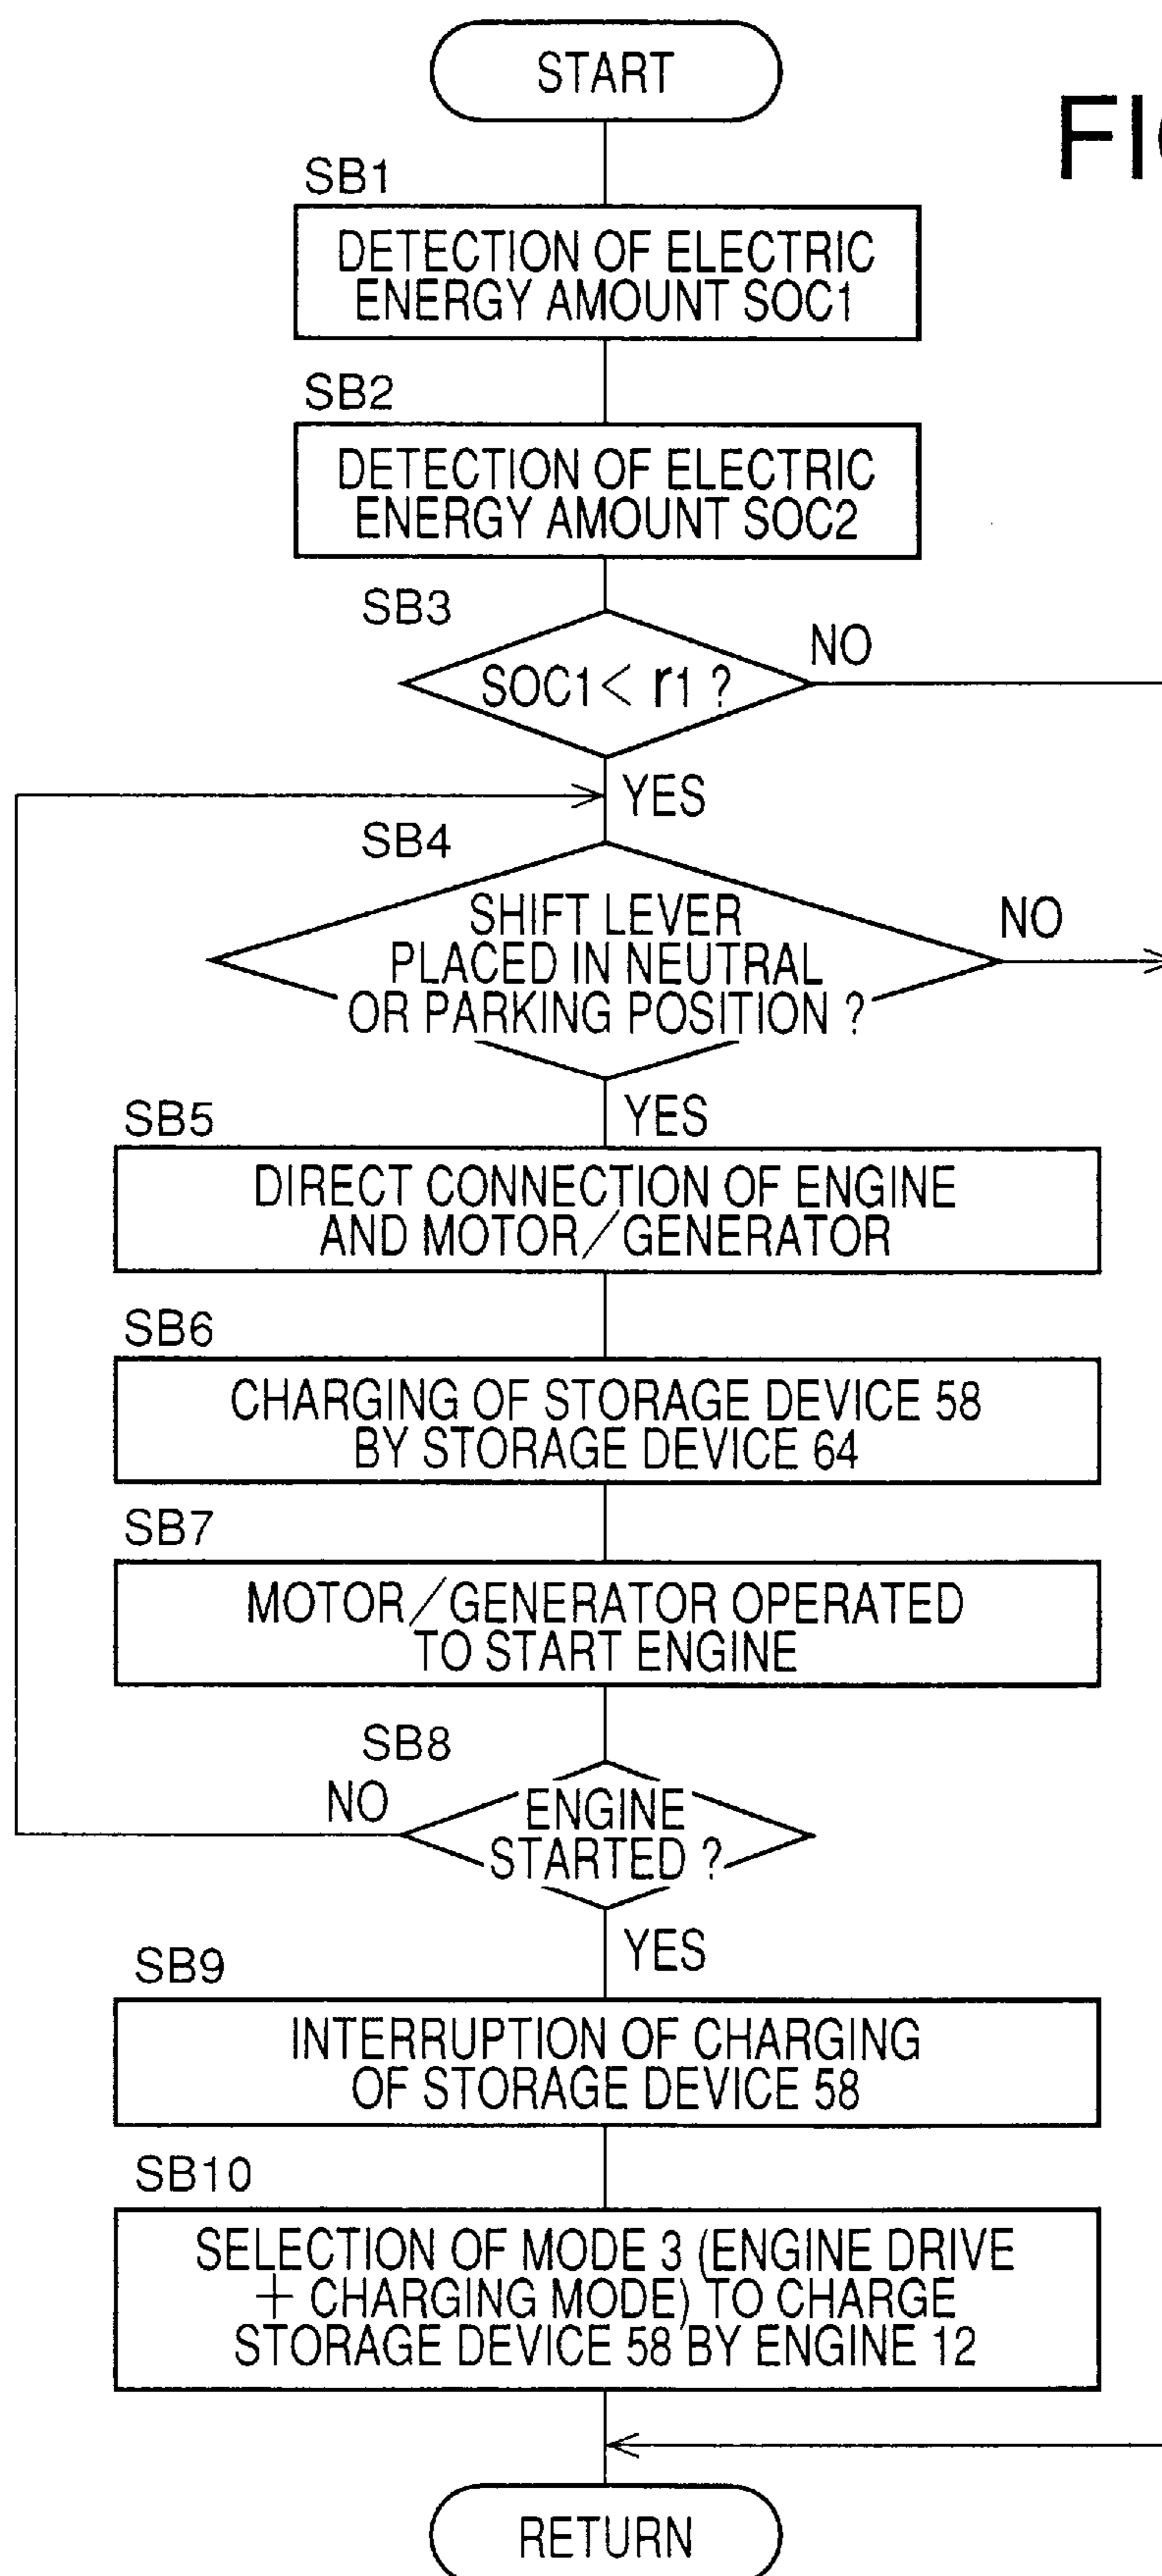 START
FI
SB1
DETECTION OF ELECTRIC
ENERGY AMOUNT SOC1
SB2
DETECTION OF ELECTRIC
ENERGY AMOUNT SOC2
SB3
NO
SOC1< r1 ?
YES
SB4
SHIFT LEVER
PLACED IN NEUTRAL
OR PARKING POSITION ?
NO
YES
SB5
DIRECT CONNECTION OF ENGINE
AND MOTOR/GENERATOR
SB6
CHARGING OF STORAGE DEVICE 58
BY STORAGE DEVICE 64
SB7
MOTOR/GENERATOR OPERATED
TO START ENGINE
SB8
NO
ENGINE
STARTED ?
YES
SB9
INTERRUPTION OF CHARGING
OF STORAGE DEVICE 58
SB10
SELECTION OF MODE 3 (ENGINE DRIVE
+ CHARGING MODE) TO CHARGE
STORAGE DEVICE 58 BY ENGINE 12
RETURN